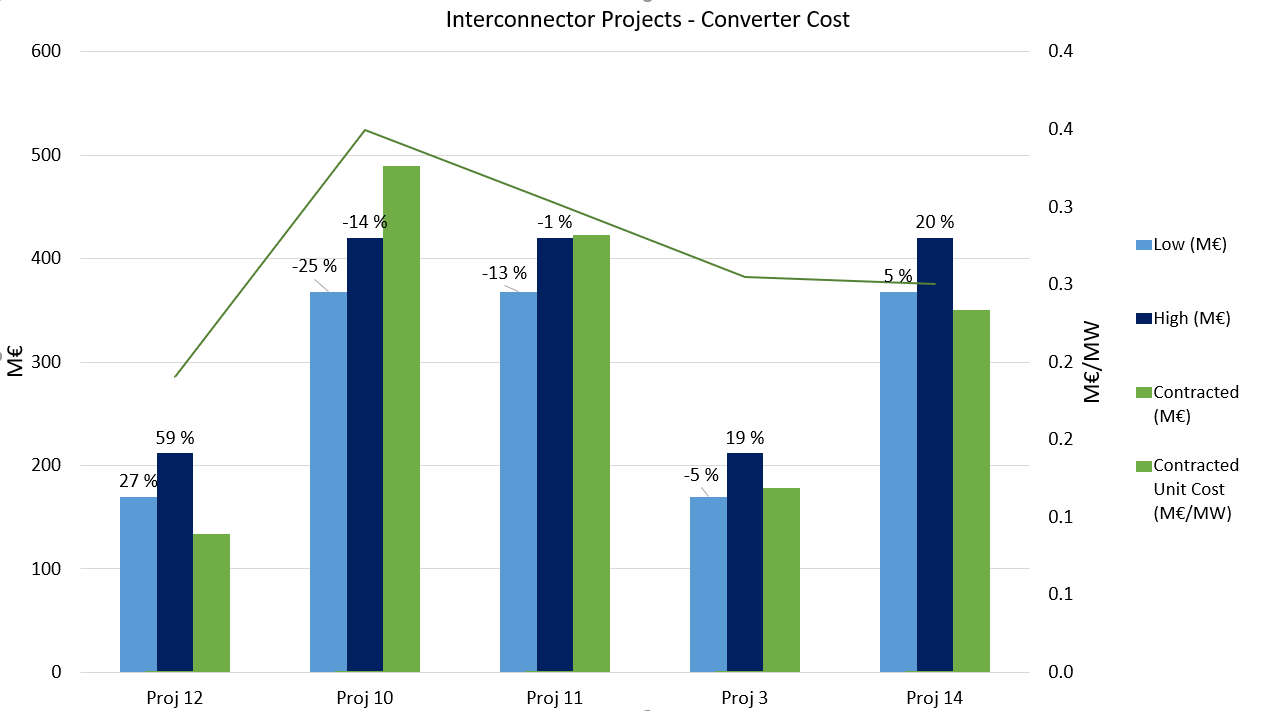 Interconnector Projects - Converter Cost
600
500
400
300
200
100
0
M€
0.4
0.4
0.3
0.3
0.2
0.2
0.1
0.1
0.0
M€/MW
27 %
59 %
-25 %
-14 %
-13 %
-1 %
-5 %
19 %
5 %
20 %
Proj 12
Proj 10
Proj 11
Proj 3
Proj 14
Low (M€)
High (M€)
Contracted
(M€)
Contracted
Unit Cost
(M€/MW)